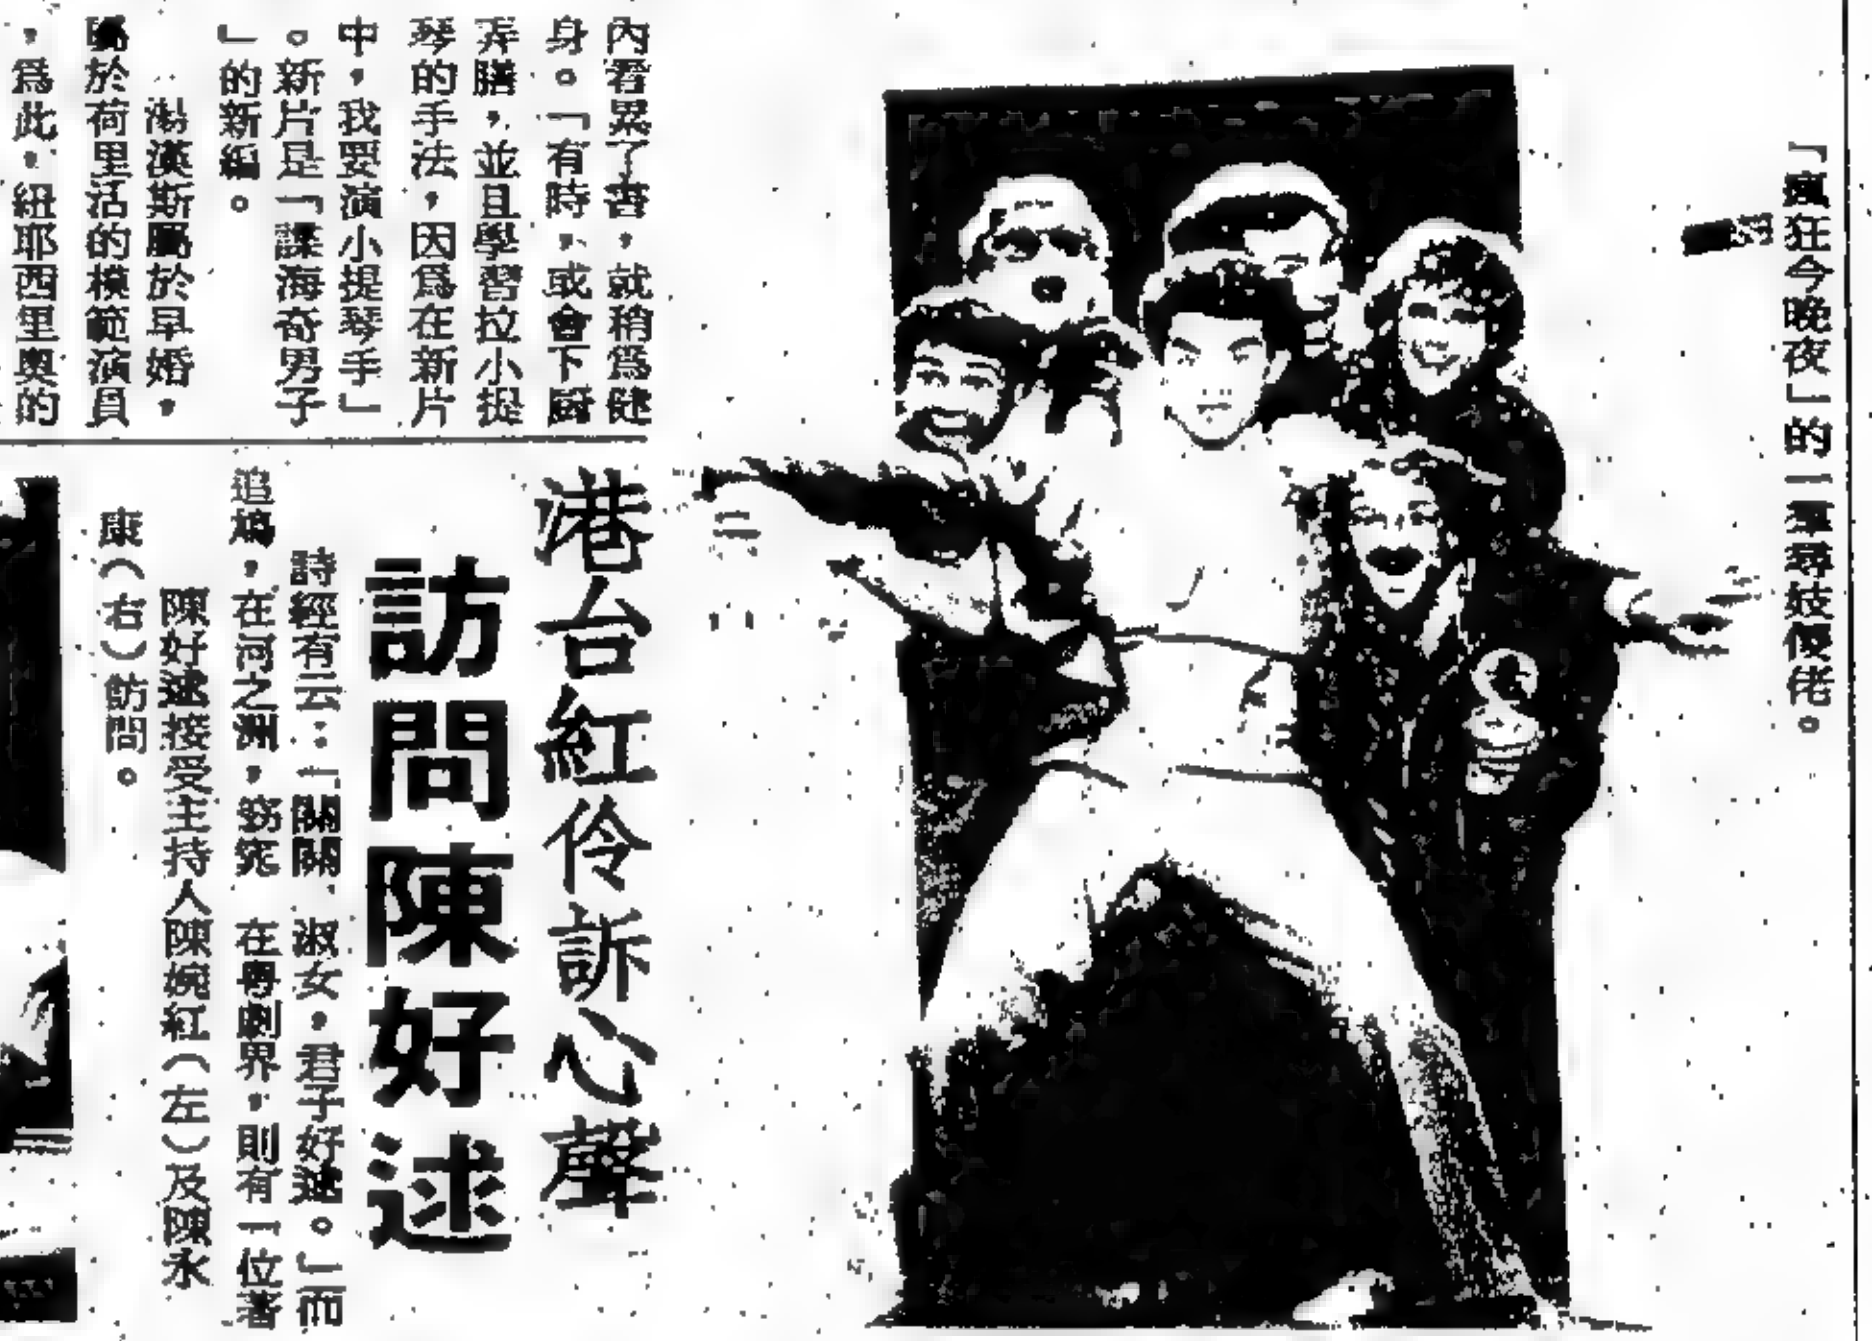 「瘋狂今晚夜」的一羣尋妓傻佬。
內看累了書，就稍爲健
身。「有時，或會下廚
弄膳，並且學習拉小提
琴的手法，因爲在新片
中，我要演小提琴手」
。新片是「諜海奇男子
」的新編。
湯漢斯屬於早婚，
屬於荷里活的模範演員
，爲此，紐耶西里奧的
港台紅伶訴心聲
訪問陳好逑
詩經有云：「關關 淑女，君子好逑。」而
追鳩，在河之洲，窈窕 在粵劇界，則有一位著
陳好逑接受主持人陳婉紅（左）及陳永
康（右）訪問。